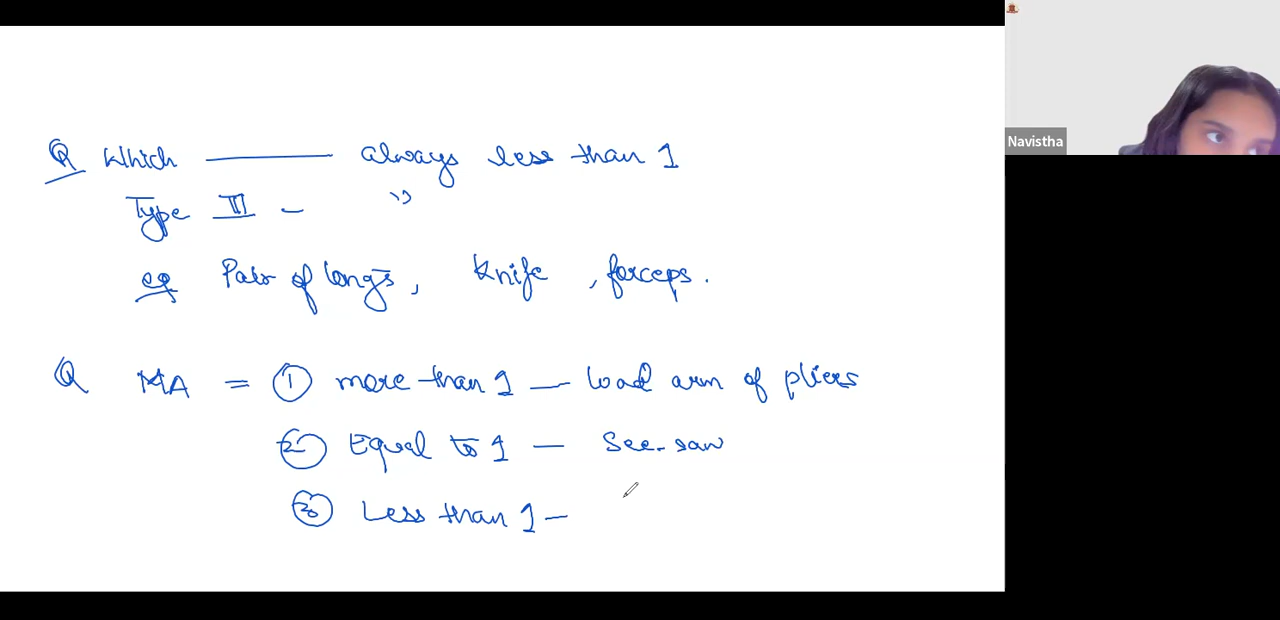 Q Which ——— always less than 1
Type III – "
eg Pair of tongs, Knife, forceps.
Q MA = ① more than 1 — load arm of pliers
② Equal to 1 — See-saw
③ Less than 1 –
Navistha